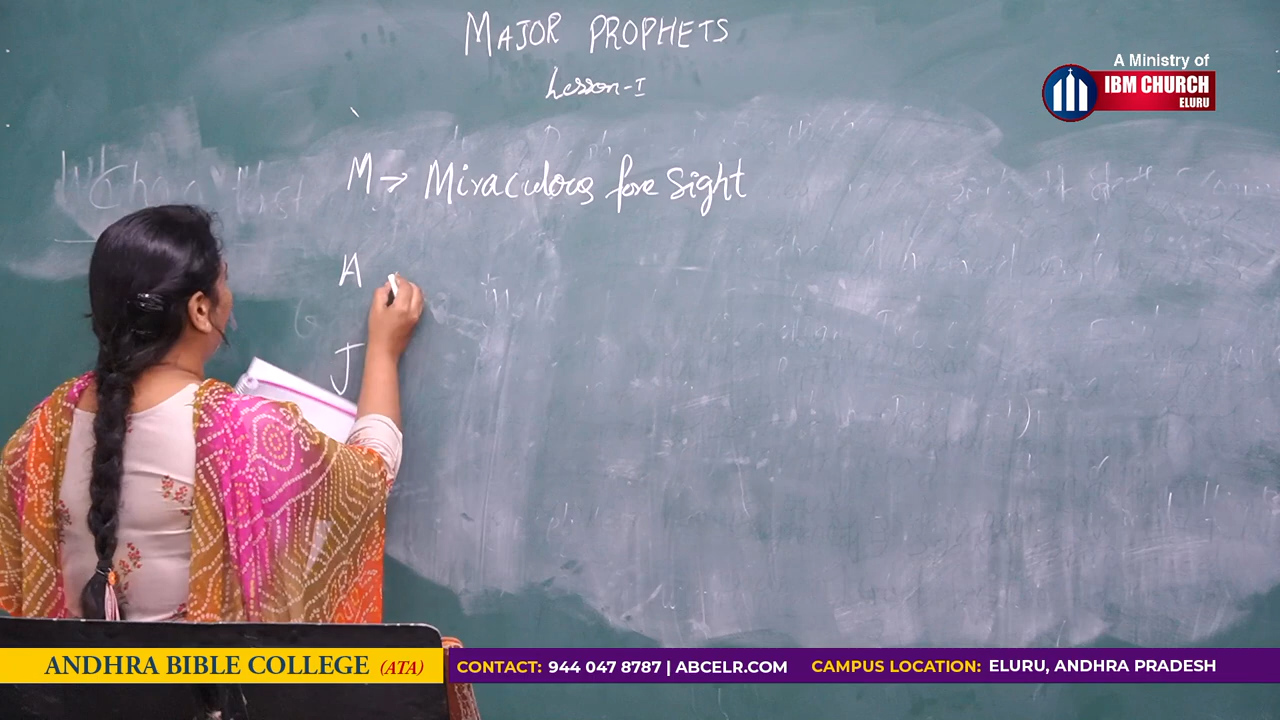 MAJOR PROPHETS
Lesson-I
A Ministry of
IBM CHURCH
ELURU
M → Miraculous fore Sight
A
J
ANDHRA BIBLE COLLEGE (ATA)
CONTACT: 944 047 8787 | ABCELR.COM CAMPUS LOCATION: ELURU, ANDHRA PRADESH